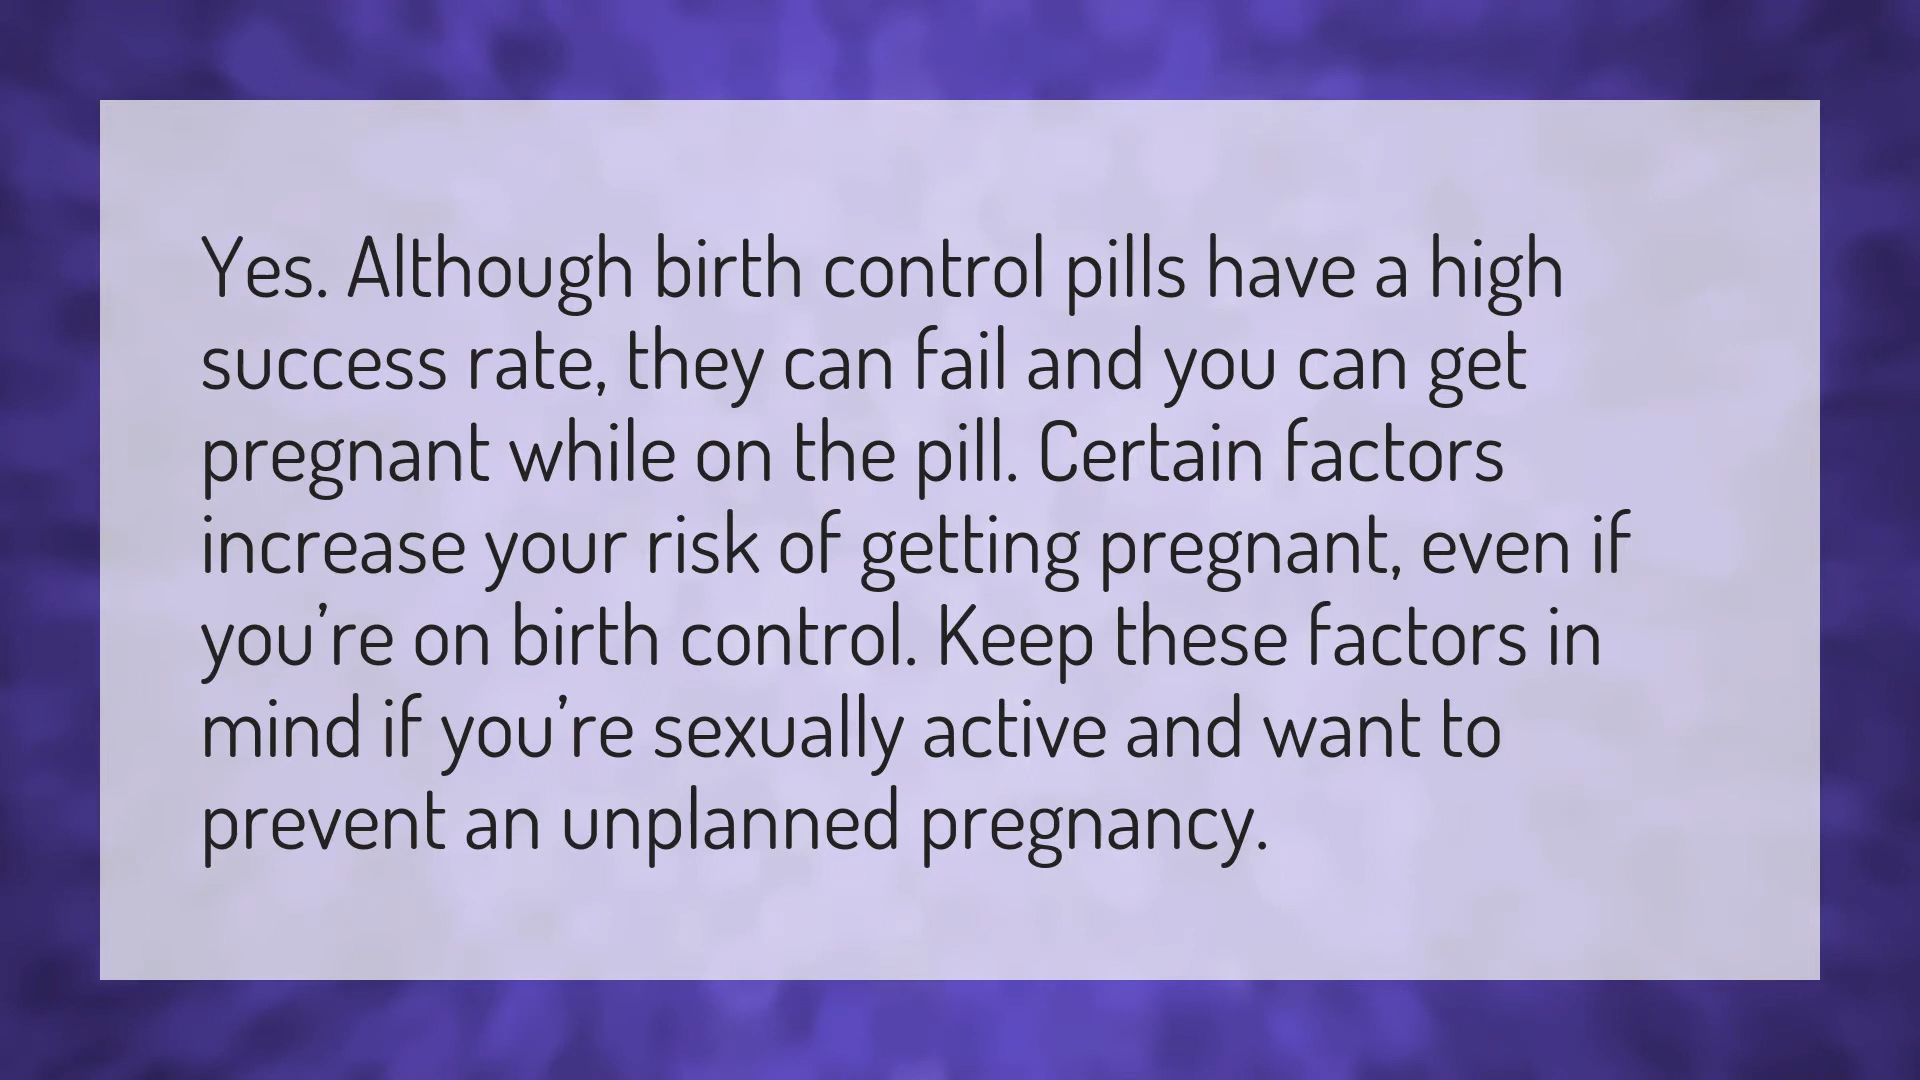 Yes. Although birth control pills have a high
success rate, they can fail and you can get
pregnant while on the pill. Certain factors
increase your risk of getting pregnant, even if
you’re on birth control. Keep these factors in
mind if you’re sexually active and want to
prevent an unplanned pregnancy.